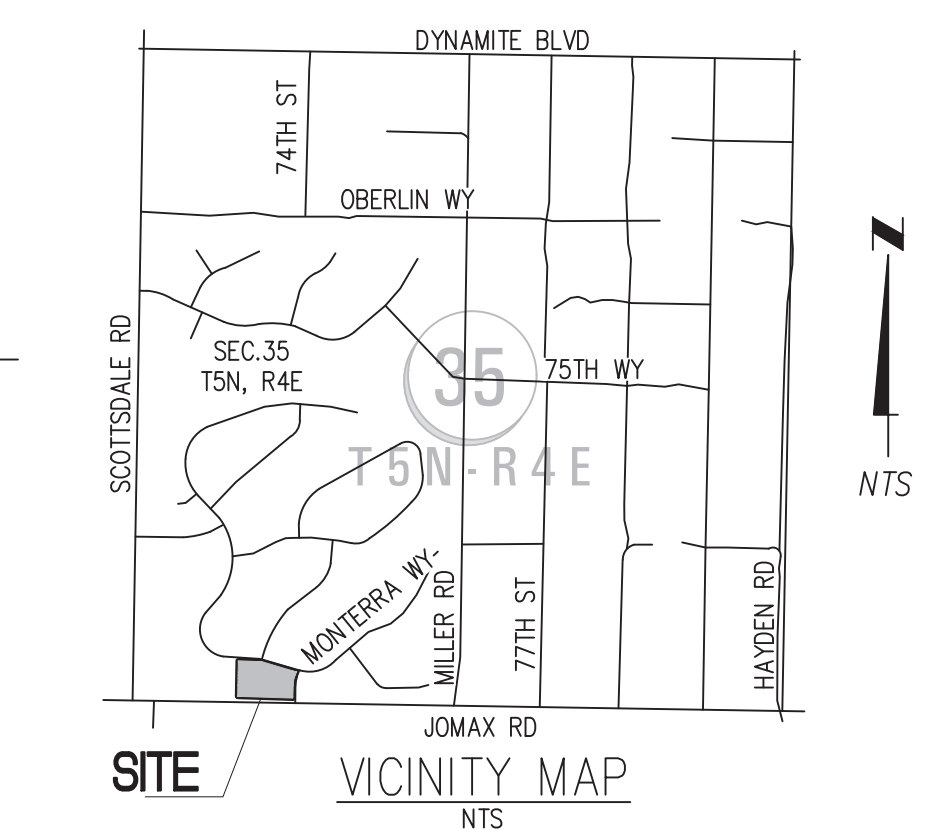 DYNAMITE BLVD
74TH ST
OBERLIN WY
N
SCOTTSDALE RD
SEC.35
T5N, R4E
35
75TH WY
T5N-R4E
NTS
MONTERRA WY
MILLER RD
77TH ST
HAYDEN RD
JOMAX RD
SITE
VICINITY MAP
NTS